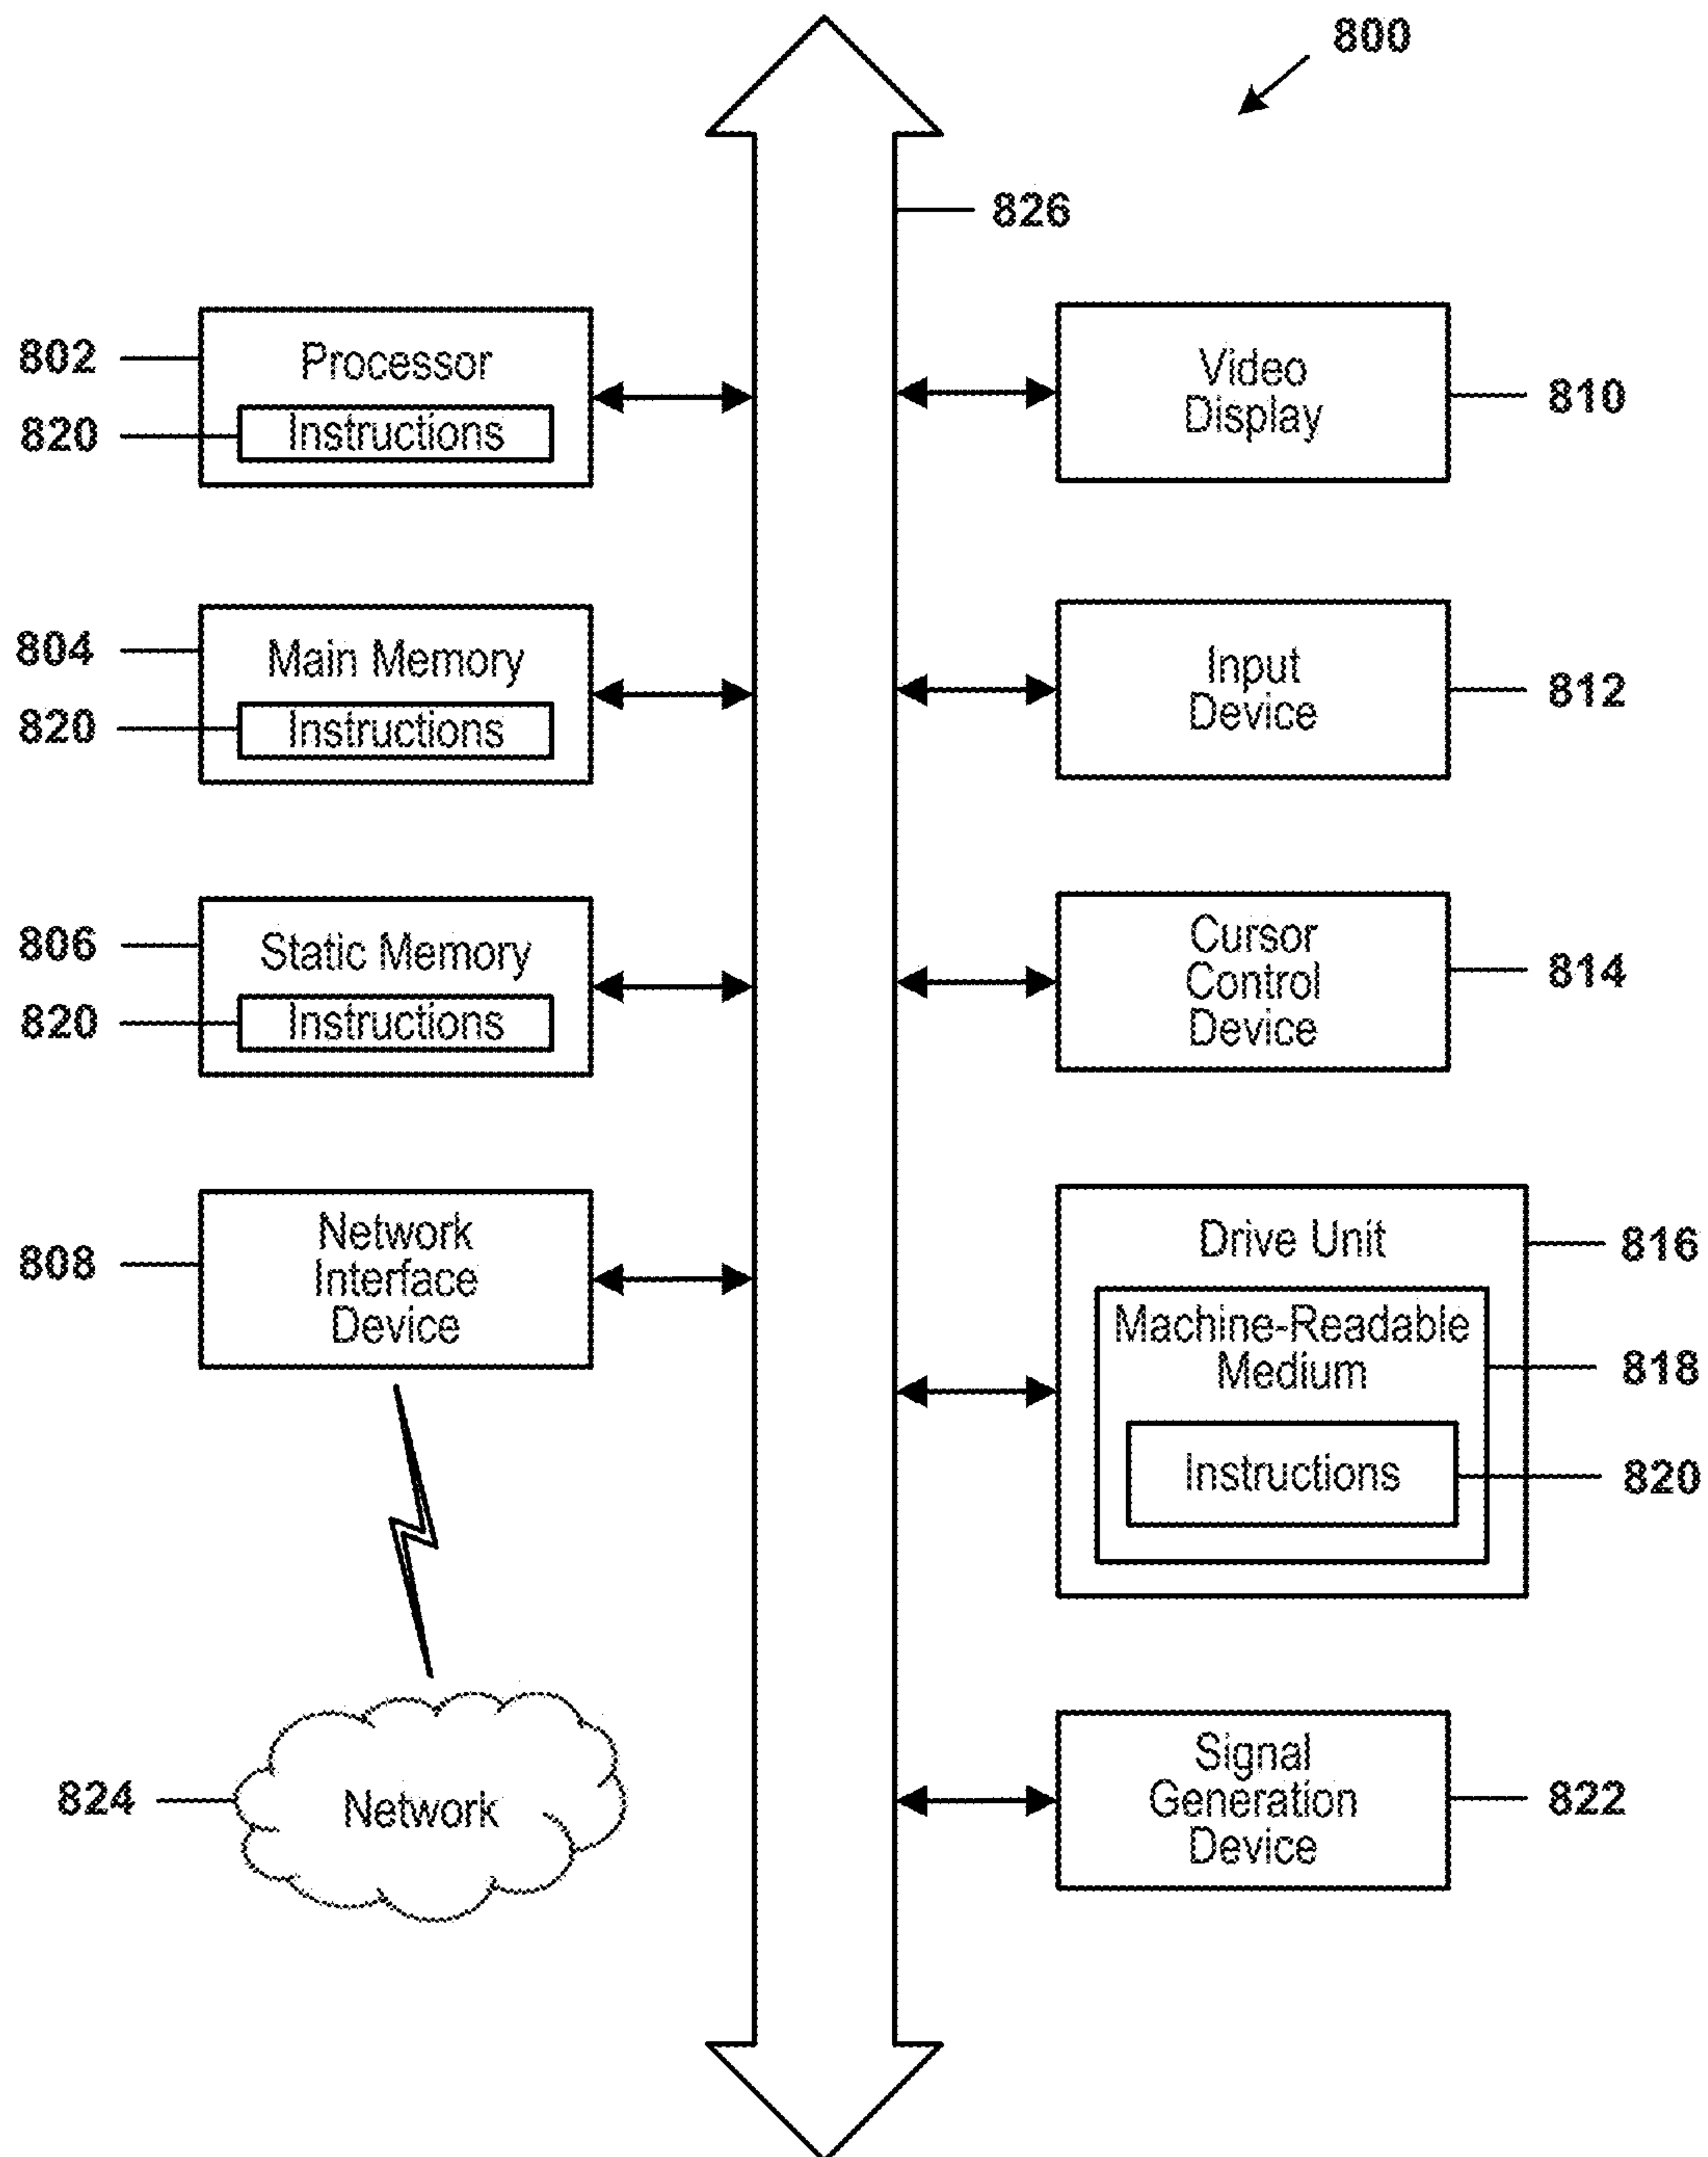 800
826
802
Processor
820
Instructions
Video
Display
810
804
Main Memory
820
Instructions
Input
Device
812
806
Static Memory
820
Instructions
Cursor
Control
Device
814
808
Network
Interface
Device
Drive Unit
816
Machine-Readable
Medium
818
Instructions
820
824
Network
Signal
Generation
Device
822